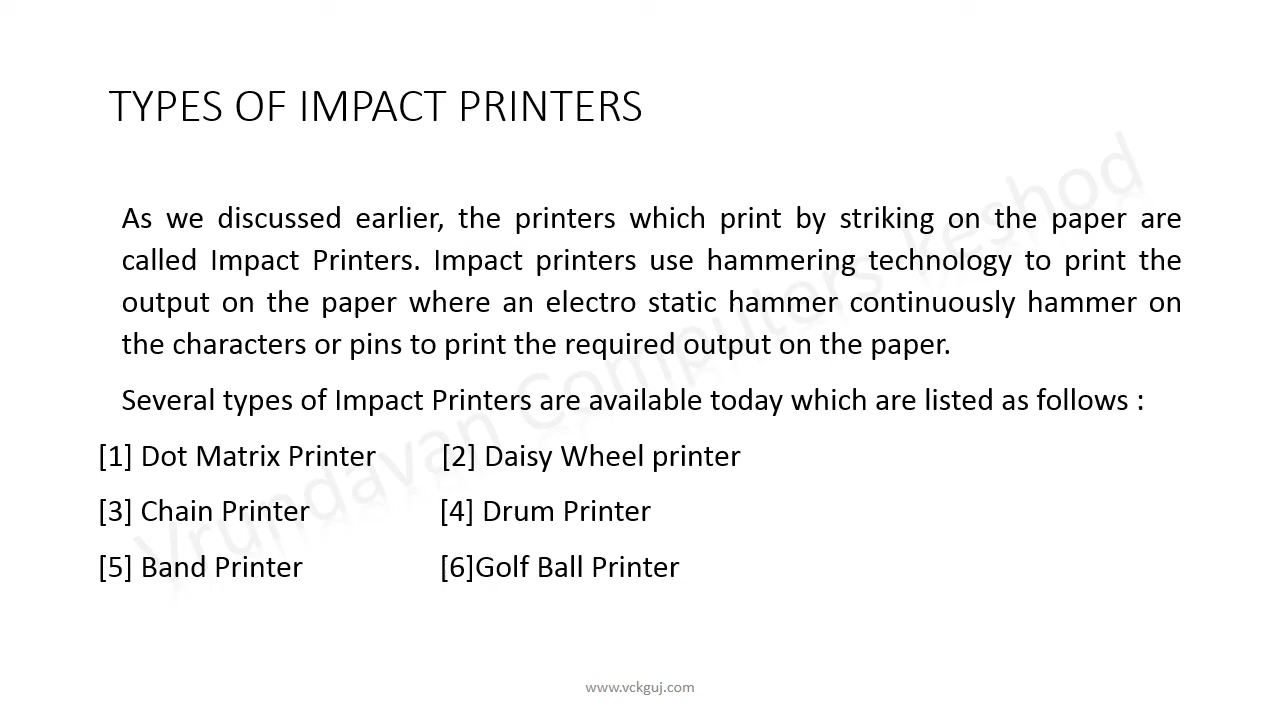 TYPES OF IMPACT PRINTERS
As we discussed earlier, the printers which print by striking on the paper are
called Impact Printers. Impact printers use hammering technology to print the
output on the paper where an electro static hammer continuously hammer on
the characters or pins to print the required output on the paper.
Several types of Impact Printers are available today which are listed as follows :
[1] Dot Matrix Printer [2] Daisy Wheel printer
[3] Chain Printer [4] Drum Printer
[5] Band Printer [6]Golf Ball Printer
Vrundavan Computers keshod
www.vckguj.com